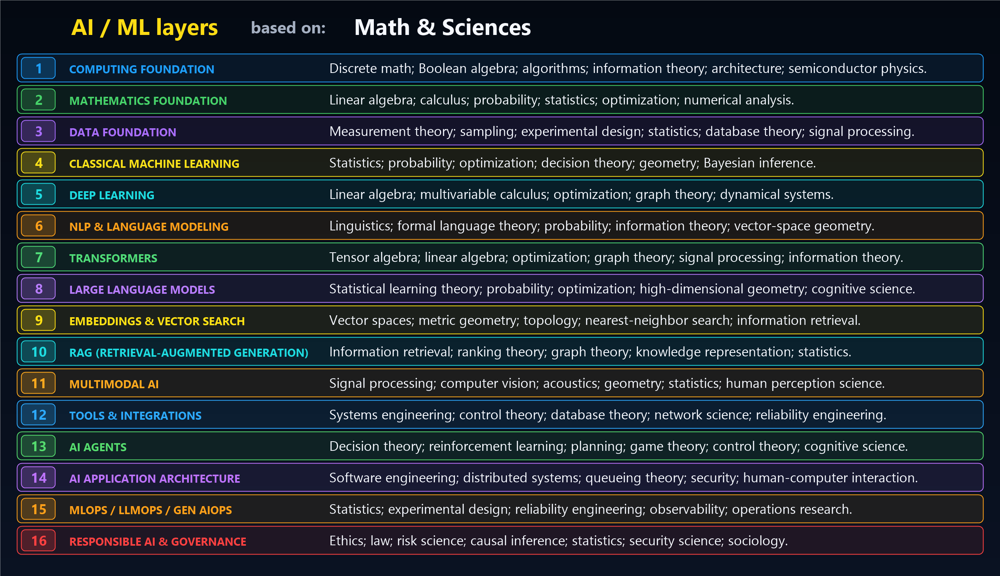 AI / ML layers based on: Math & Sciences
1 COMPUTING FOUNDATION Discrete math; Boolean algebra; algorithms; information theory; architecture; semiconductor physics.
2 MATHEMATICS FOUNDATION Linear algebra; calculus; probability; statistics; optimization; numerical analysis.
3 DATA FOUNDATION Measurement theory; sampling; experimental design; statistics; database theory; signal processing.
4 CLASSICAL MACHINE LEARNING Statistics; probability; optimization; decision theory; geometry; Bayesian inference.
5 DEEP LEARNING Linear algebra; multivariable calculus; optimization; graph theory; dynamical systems.
6 NLP & LANGUAGE MODELING Linguistics; formal language theory; probability; information theory; vector-space geometry.
7 TRANSFORMERS Tensor algebra; linear algebra; optimization; graph theory; signal processing; information theory.
8 LARGE LANGUAGE MODELS Statistical learning theory; probability; optimization; high-dimensional geometry; cognitive science.
9 EMBEDDINGS & VECTOR SEARCH Vector spaces; metric geometry; topology; nearest-neighbor search; information retrieval.
10 RAG (RETRIEVAL-AUGMENTED GENERATION) Information retrieval; ranking theory; graph theory; knowledge representation; statistics.
11 MULTIMODAL AI Signal processing; computer vision; acoustics; geometry; statistics; human perception science.
12 TOOLS & INTEGRATIONS Systems engineering; control theory; database theory; network science; reliability engineering.
13 AI AGENTS Decision theory; reinforcement learning; planning; game theory; control theory; cognitive science.
14 AI APPLICATION ARCHITECTURE Software engineering; distributed systems; queueing theory; security; human-computer interaction.
15 MLOPS / LLMOPS / GEN AIOPS Statistics; experimental design; reliability engineering; observability; operations research.
16 RESPONSIBLE AI & GOVERNANCE Ethics; law; risk science; causal inference; statistics; security science; sociology.